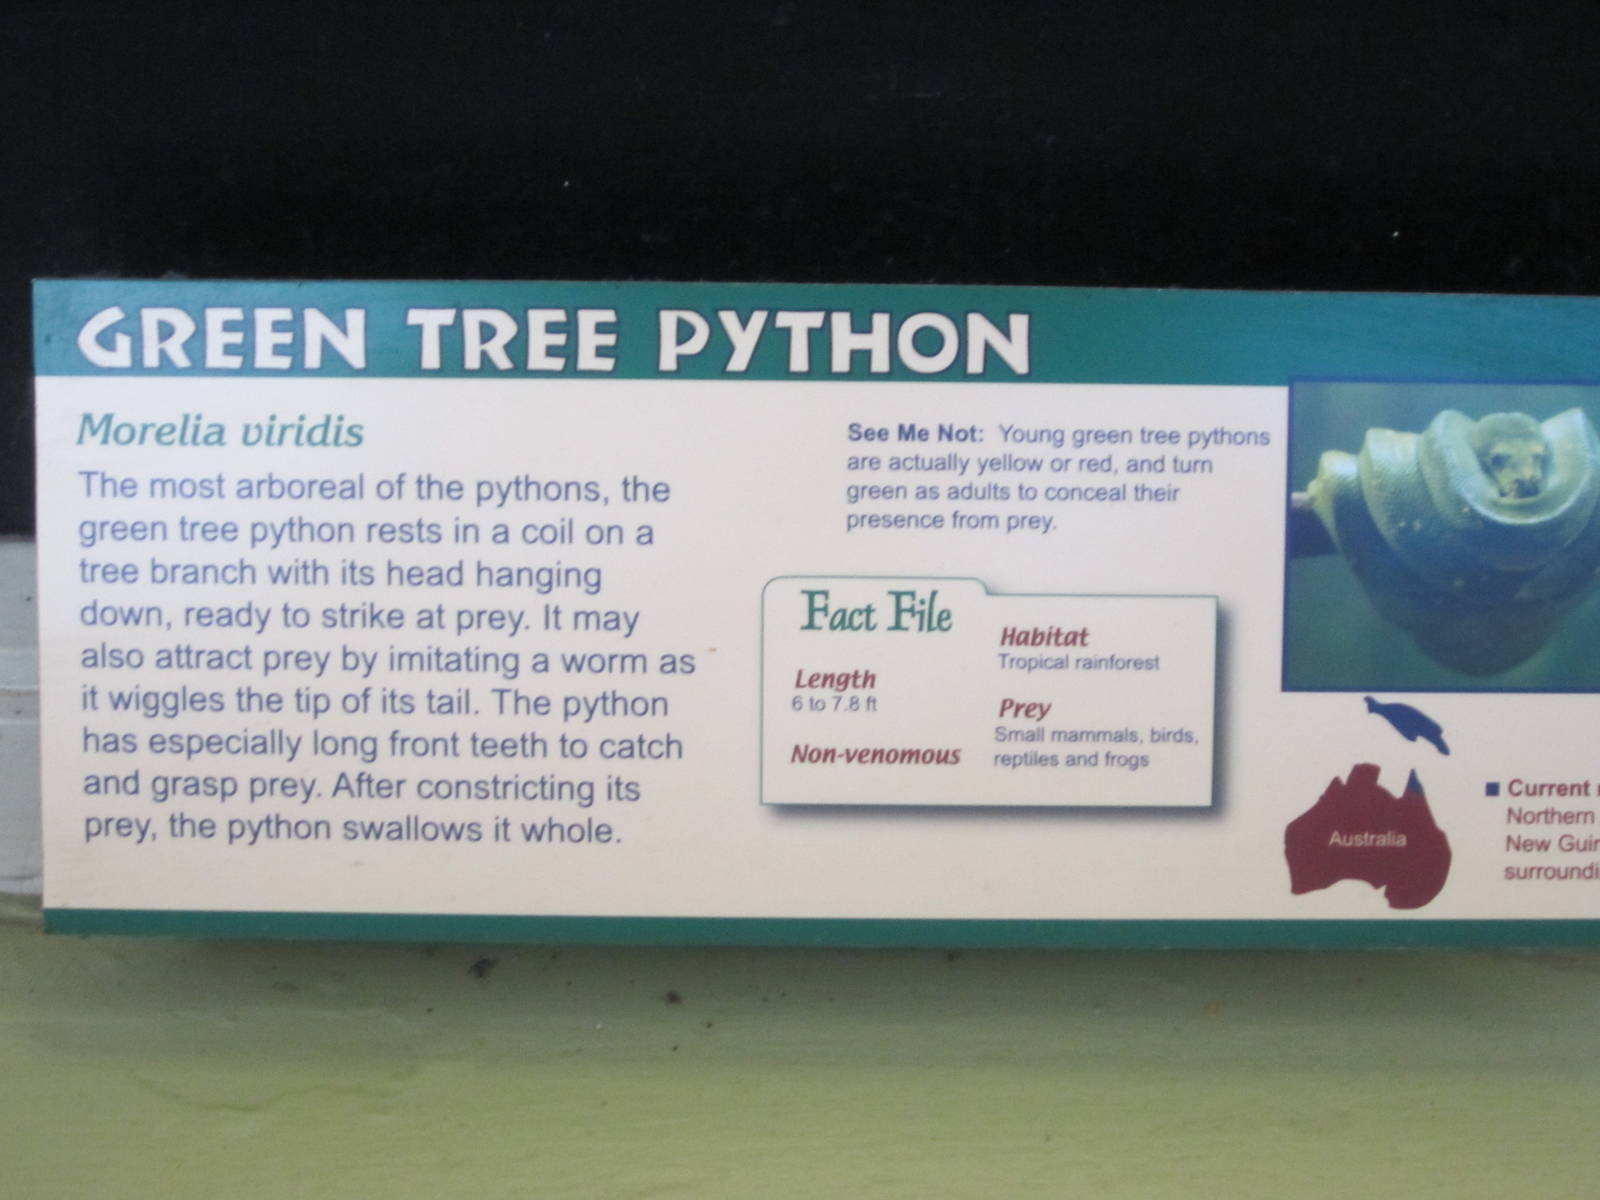 GREEN TREE PYTHON
Morelia viridis
The most arboreal of the pythons, the
green tree python rests in a coil on a
tree branch with its head hanging
down, ready to strike at prey. It may
also attract prey by imitating a worm as
it wiggles the tip of its tail. The python
has especially long front teeth to catch
and grasp prey. After constricting its
prey, the python swallows it whole.
See Me Not: Young green tree pythons
are actually yellow or red, and turn
green as adults to conceal their
presence from prey.
Fact File
Length
6 to 7.8 ft
Non-venomous
Habitat
Tropical rainforest
Prey
Small mammals, birds,
reptiles and frogs
Australia
Current
Northern
New